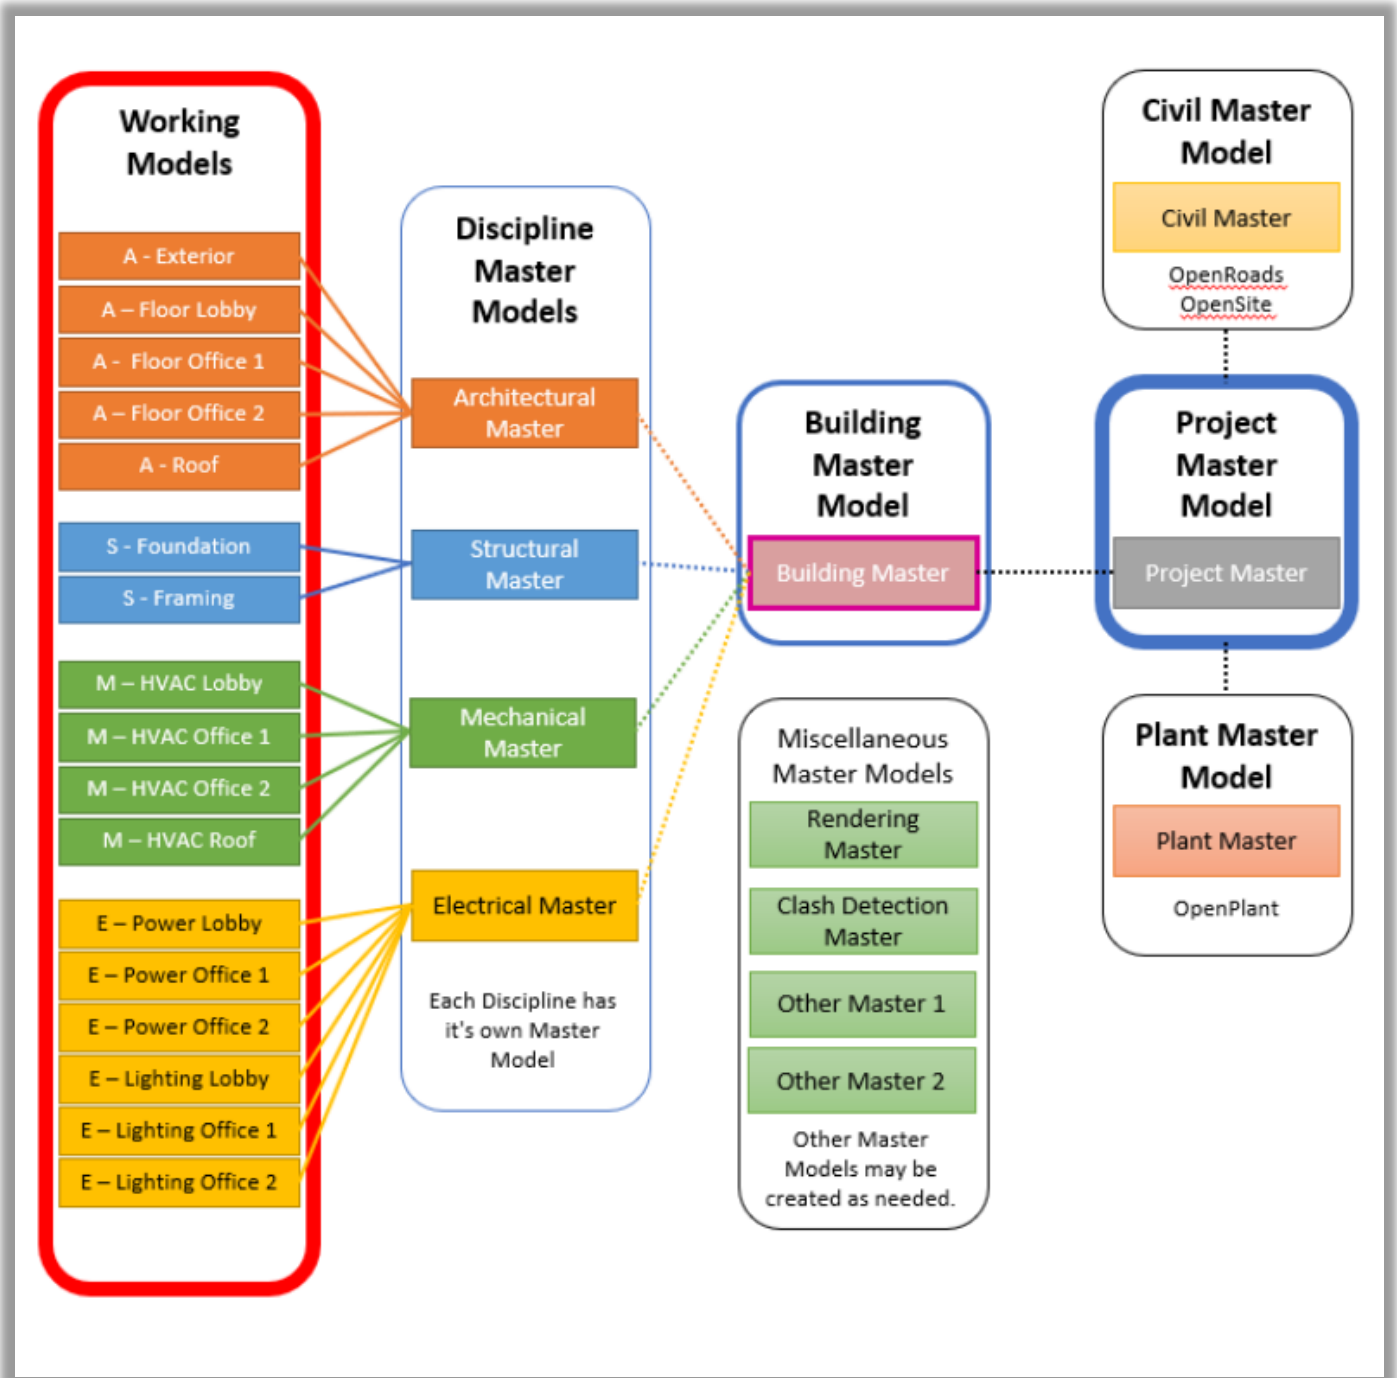 Working
Models
A - Exterior
A – Floor Lobby
A -  Floor Office 1
A – Floor Office 2
A - Roof
S - Foundation
S - Framing
M – HVAC Lobby
M – HVAC Office 1
M – HVAC Office 2
M – HVAC Roof
E – Power Lobby
E – Power Office 1
E – Power Office 2
E – Lighting Lobby
E – Lighting Office 1
E – Lighting Office 2
Discipline
Master
Models
Architectural
Master
Structural
Master
Mechanical
Master
Electrical Master
Each Discipline has
it's own Master
Model
Building
Master
Model
Building Master
Miscellaneous
Master Models
Rendering
Master
Clash Detection
Master
Other Master 1
Other Master 2
Other Master
Models may be
created as needed.
Civil Master
Model
Civil Master
OpenRoads
OpenSite
Project
Master
Model
Project Master
Plant Master
Model
Plant Master
OpenPlant